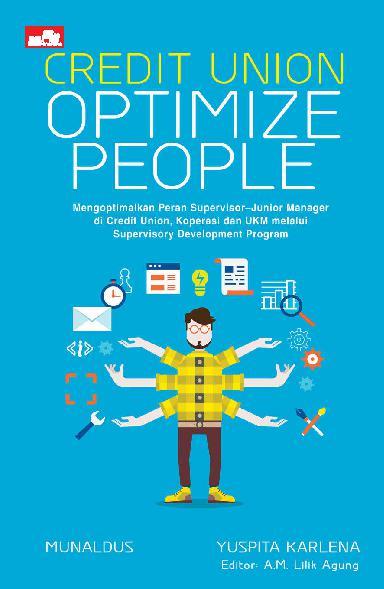 CREDIT UNION
OPTIMIZE
PEOPLE
Mengoptimalkan Peran Supervisor–Junior Manager
di Credit Union, Koperasi dan UKM melalui
Supervisory Development Program
MUNALDUS
YUSPITA KARLENA
Editor: A.M. Lilik Agung